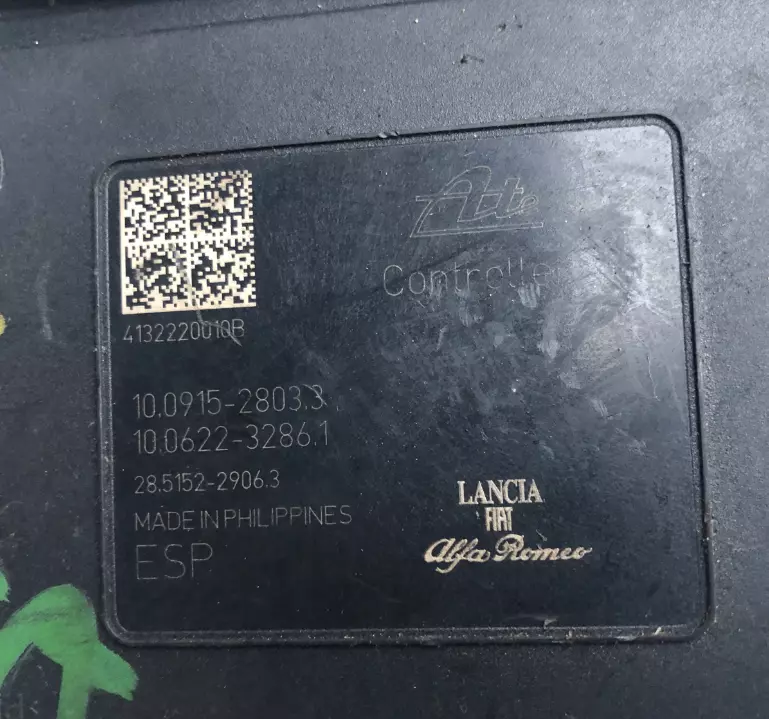 Ate
Controller
4132220010B
10.0915-2803.3
10.0622-3286.1
28.5152-2906.3
MADE IN PHILIPPINES
ESP
LANCIA
FIAT
Alfa Romeo